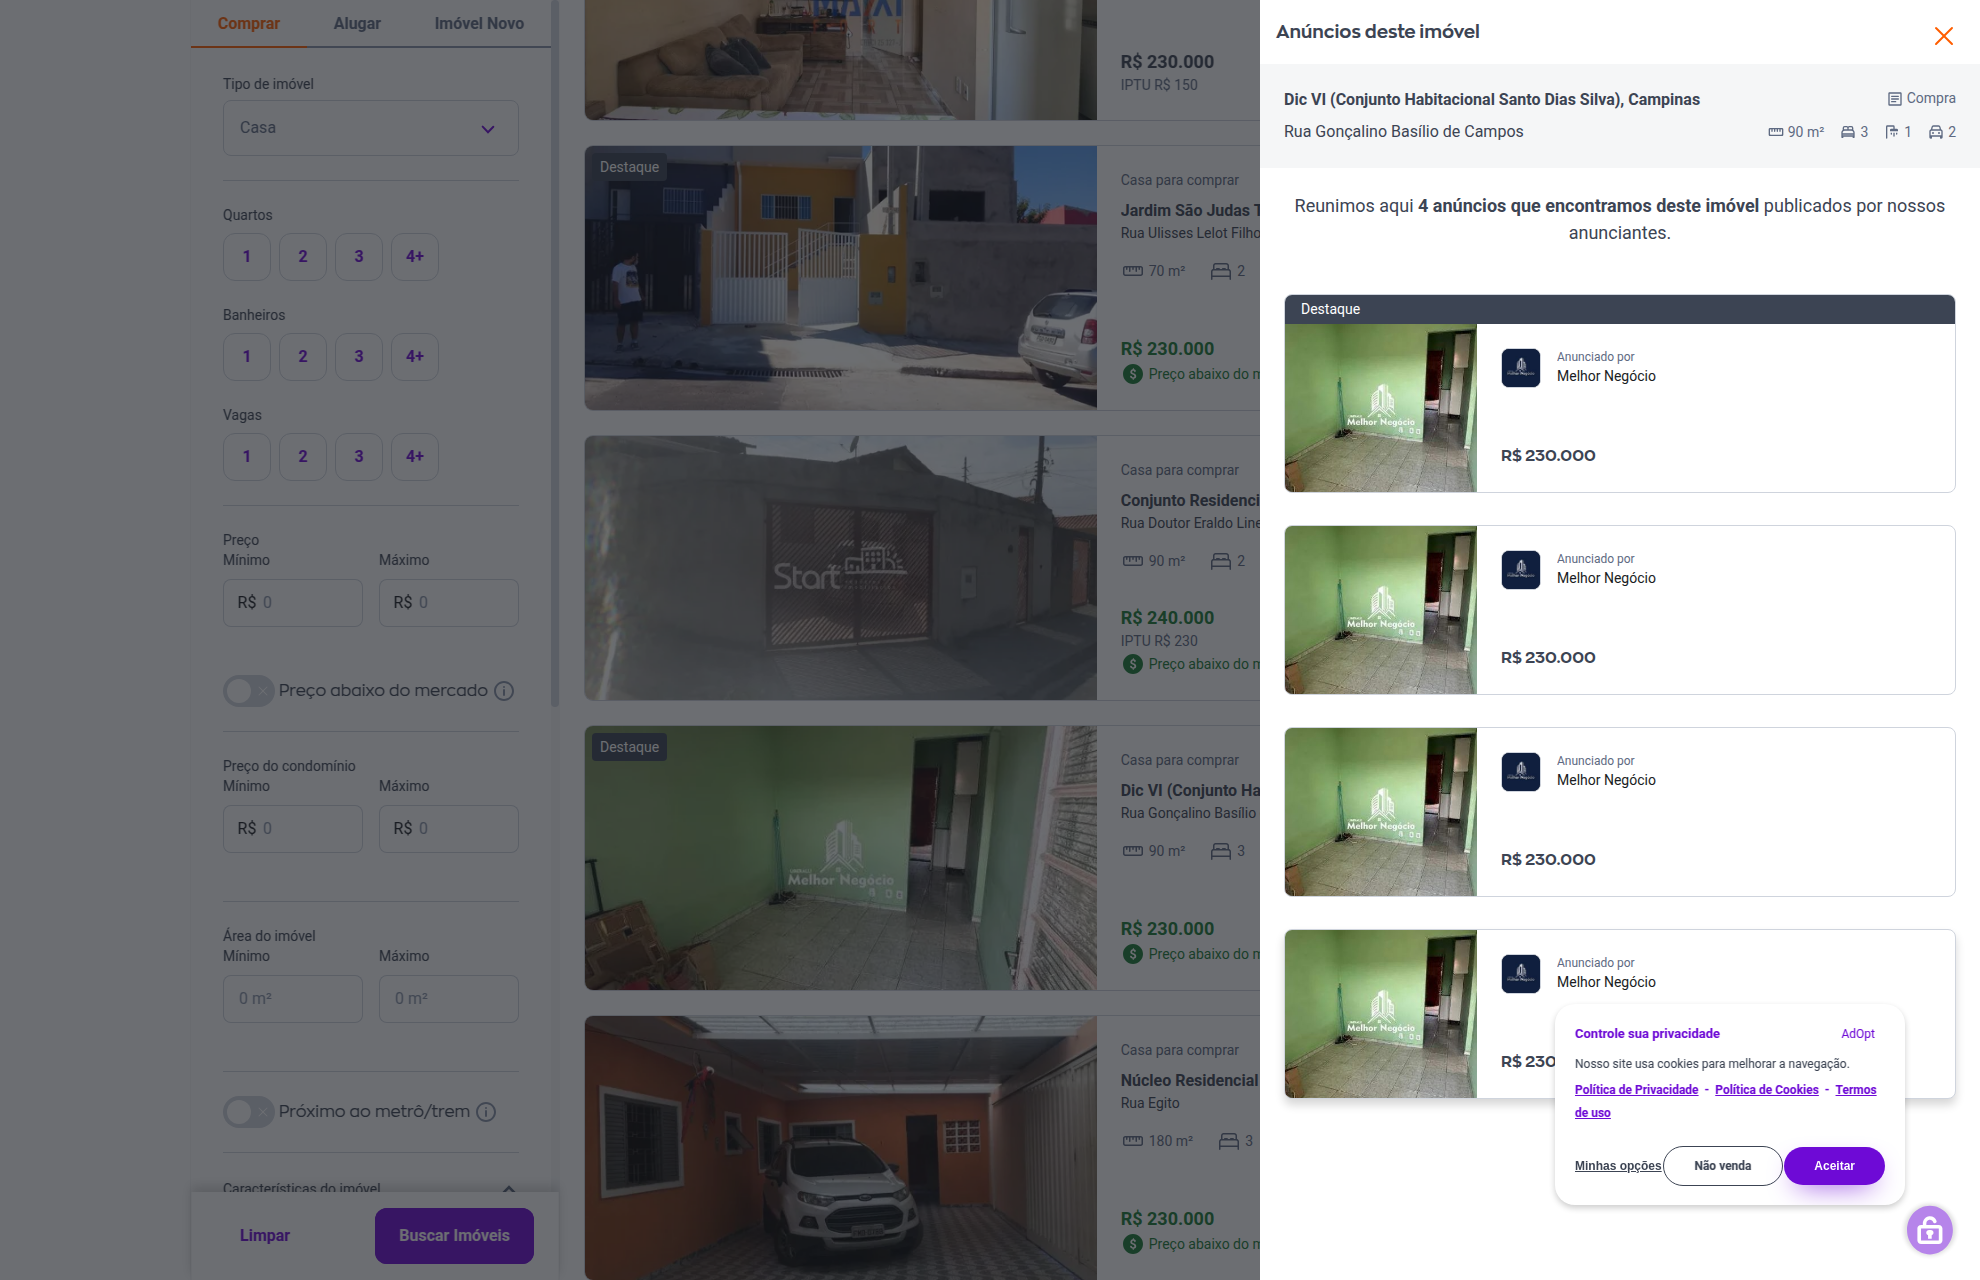 Comprar
Alugar
Imóvel Novo
Tipo de imóvel
Casa
Quartos
1
2
3
4+
Banheiros
1
2
3
4+
Vagas
1
2
3
4+
Preço
Mínimo
Máximo
R$ 0
R$ 0
Preço abaixo do mercado
Preço do condomínio
Mínimo
Máximo
R$ 0
R$ 0
Área do imóvel
Mínimo
Máximo
0 m²
0 m²
Próximo ao metrô/trem
Características do imóvel
Limpar
Buscar Imóveis
R$ 230.000
IPTU R$ 150
Destaque
Casa para comprar
Jardim São Judas T
Rua Ulisses Lelot Filho
70 m²
2
R$ 230.000
Preço abaixo do m
Start
Casa para comprar
Conjunto Residenci
Rua Doutor Eraldo Line
90 m²
2
R$ 240.000
IPTU R$ 230
Preço abaixo do m
Destaque
Melhor Negócio
Casa para comprar
Dic VI (Conjunto Ha
Rua Gonçalino Basílio
90 m²
3
R$ 230.000
Preço abaixo do m
Casa para comprar
Núcleo Residencial
Rua Egito
180 m²
3
R$ 230.000
Preço abaixo do m
Anúncios deste imóvel
Dic VI (Conjunto Habitacional Santo Dias Silva), Campinas
Compra
Rua Gonçalino Basílio de Campos
90 m²
3
1
2
Reunimos aqui 4 anúncios que encontramos deste imóvel publicados por nossos
anunciantes.
Destaque
Melhor Negócio
Anunciado por
Melhor Negócio
R$ 230.000
Melhor Negócio
Anunciado por
Melhor Negócio
R$ 230.000
Melhor Negócio
Anunciado por
Melhor Negócio
R$ 230.000
Melhor Negócio
Anunciado por
Melhor Negócio
R$ 230
Controle sua privacidade
AdOpt
Nosso site usa cookies para melhorar a navegação.
Política de Privacidade - Política de Cookies - Termos
de uso
Minhas opções
Não venda
Aceitar